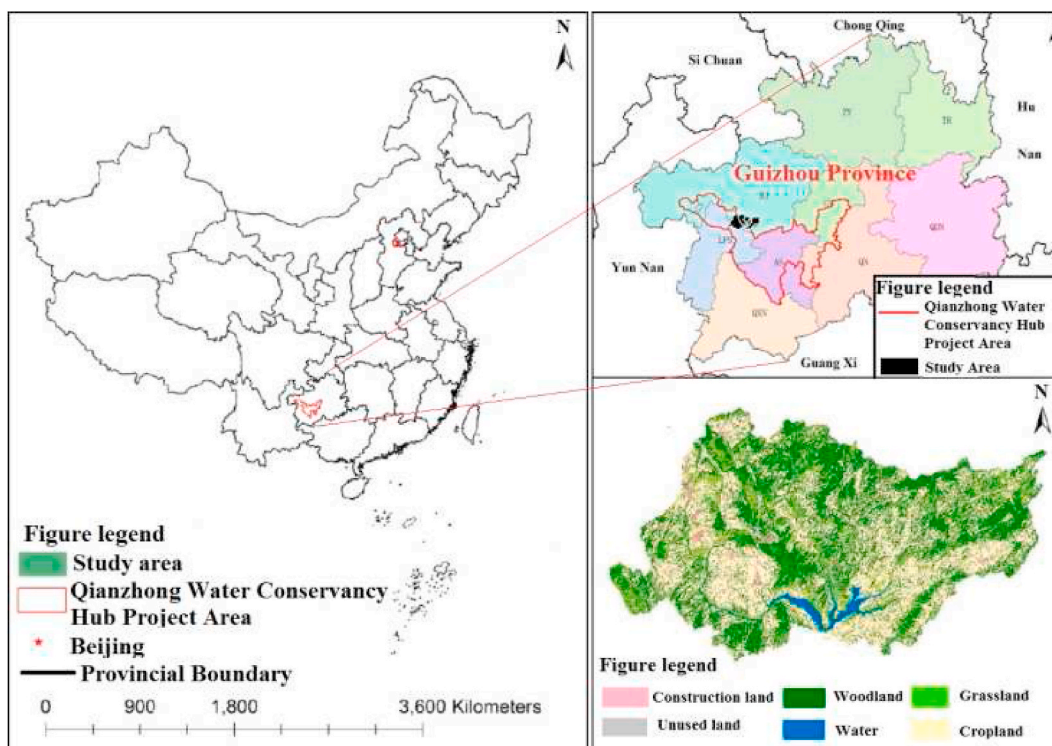 N
Figure legend
Study area
Qianzhong Water Conservancy
Hub Project Area
Beijing
Provincial Boundary
0 900 1,800 3,600 Kilometers
Chong Qing
Si Chuan
Hu
Nan
Guizhou Province
Yun Nan
Guang Xi
Figure legend
Qianzhong Water
Conservancy Hub
Project Area
Study Area
N
Figure legend
Construction land
Woodland
Grassland
Unused land
Water
Cropland